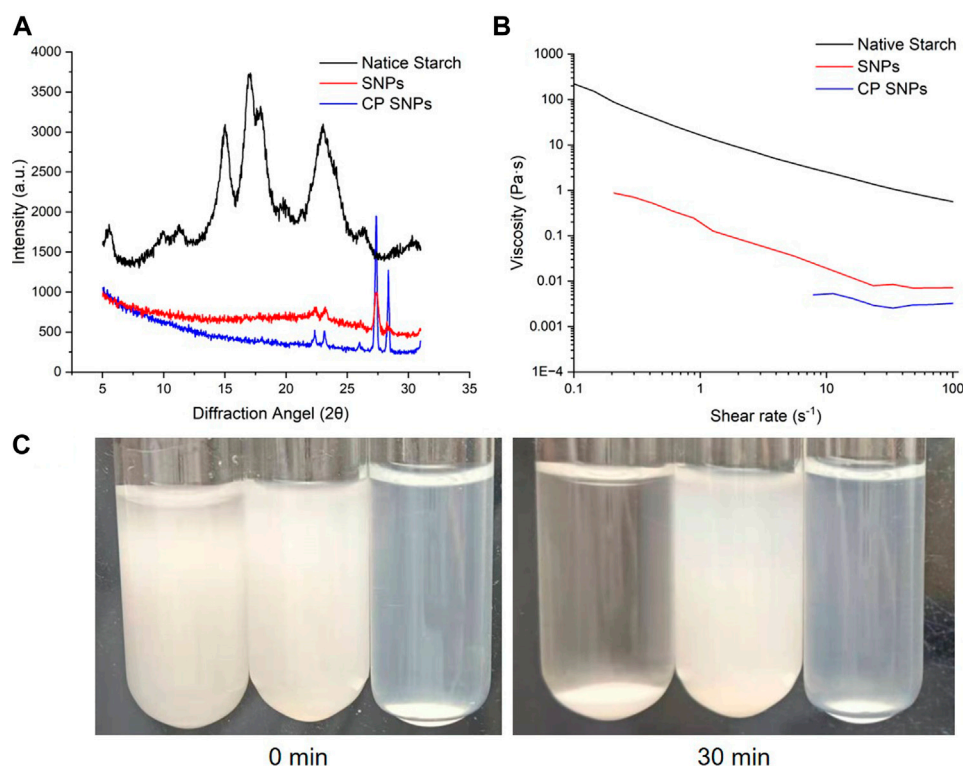 A
4000
3500
3000
2500
2000
1500
1000
500
0
Intensity (a.u.)
5
5
10
15
20
25
30
35
Diffraction Angel (2θ)
Natice Starch
SNPs
CP SNPs
B
1000
100
10
1
0.1
0.01
0.001
1E−4
Viscosity (Pa·s)
0.1
1
10
100
Shear rate (s⁻¹)
Native Starch
SNPs
CP SNPs
C
0 min
30 min